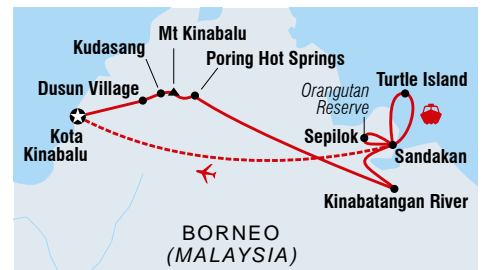 Mt Kinabalu
Kudasang
Poring Hot Springs
Dusun Village
Turtle Island
Orangutan
Reserve
Sepilok
Kota
Kinabalu
Sandakan
Kinabatangan River
BORNEO
(MALAYSIA)